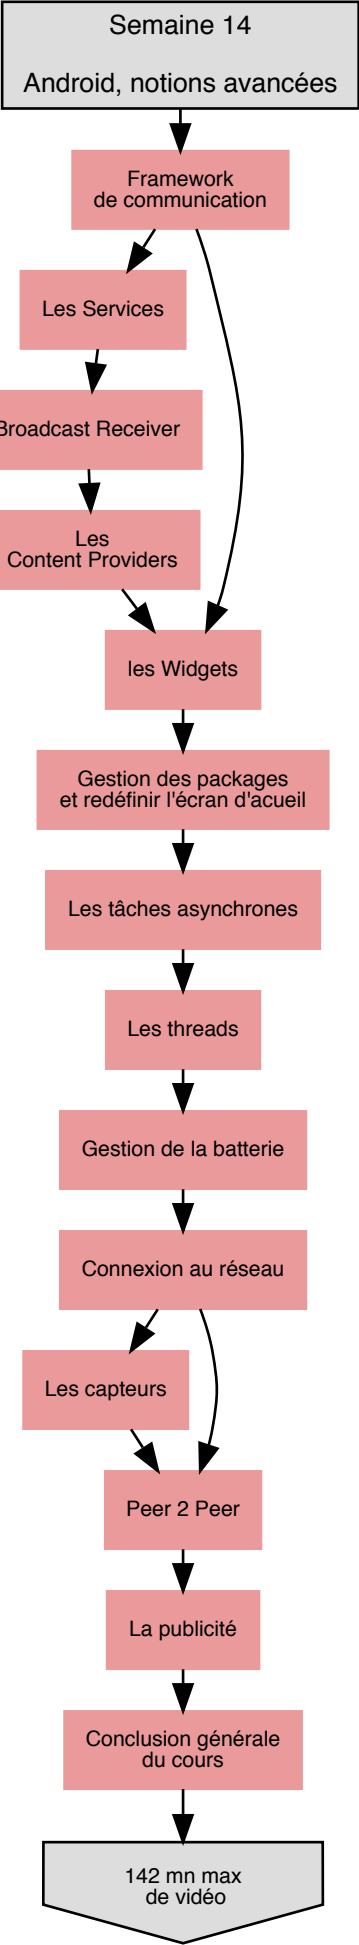 Semaine 14
Android, notions avancées
Framework
de communication
Les Services
Broadcast Receiver
Les
Content Providers
les Widgets
Gestion des packages
et redéfinir l'écran d'acueil
Les tâches asynchrones
Les threads
Gestion de la batterie
Connexion au réseau
Les capteurs
Peer 2 Peer
La publicité
Conclusion générale
du cours
142 mn max
de vidéo